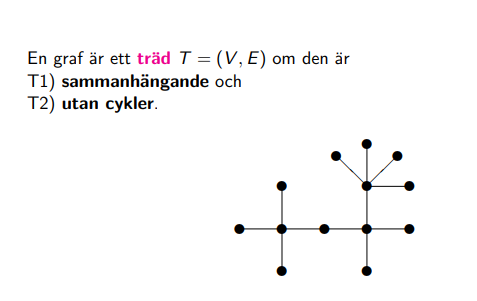 En graf är ett träd T = (V, E) om den är
T1) sammanhängande och
T2) utan cykler.